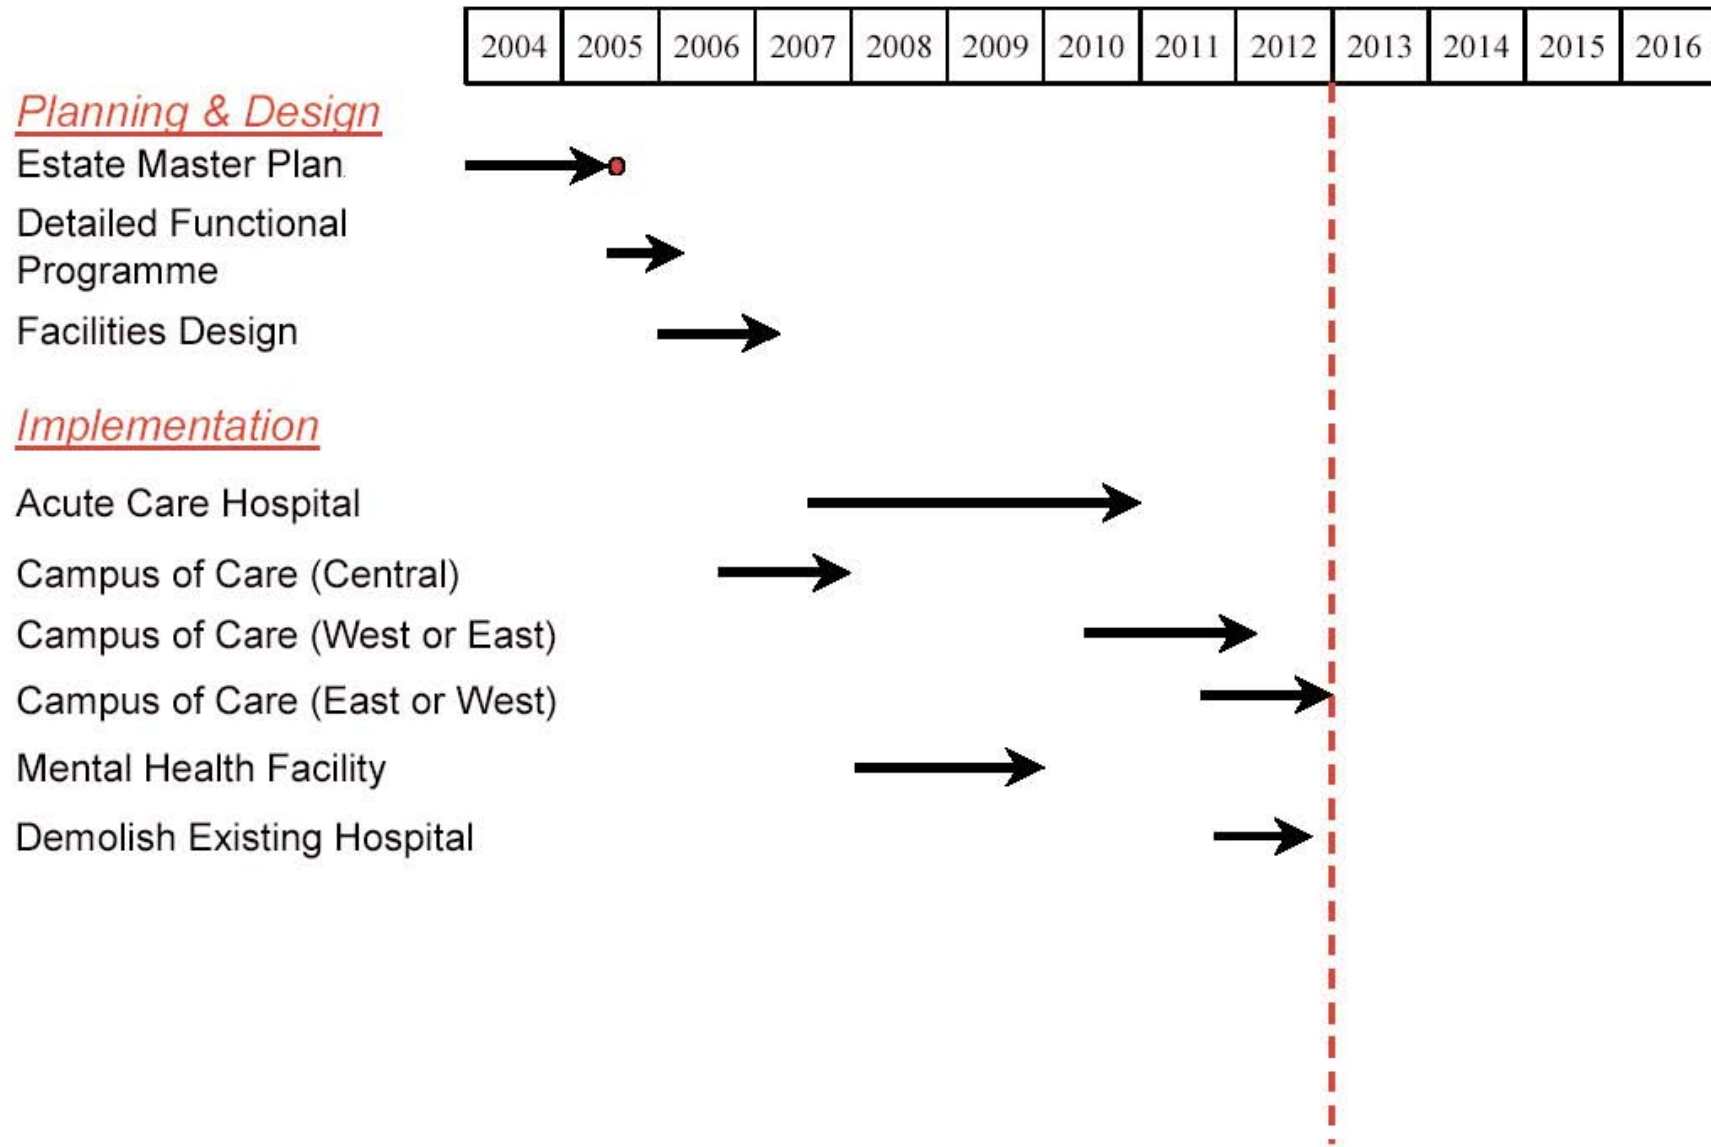 2004 2005 2006 2007 2008 2009 2010 2011 2012 2013 2014 2015 2016
Planning & Design
Estate Master Plan
Detailed Functional
Programme
Facilities Design
Implementation
Acute Care Hospital
Campus of Care (Central)
Campus of Care (West or East)
Campus of Care (East or West)
Mental Health Facility
Demolish Existing Hospital